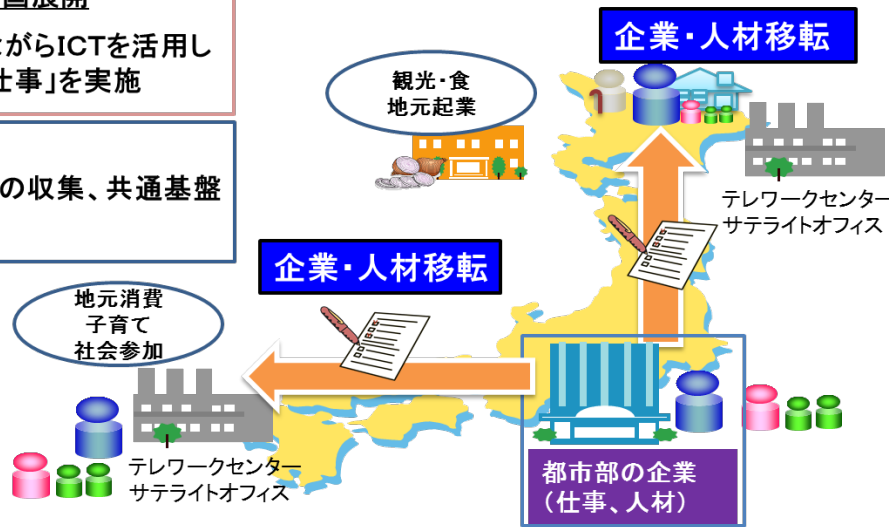 画展開
ながらICTを活用し
仕事」を実施
の収集、共通基盤
企業・人材移転
観光・食
地元起業
テレワークセンター
サテライトオフィス
企業・人材移転
地元消費
子育て
社会参加
テレワークセンター
サテライトオフィス
都市部の企業
（仕事、人材）